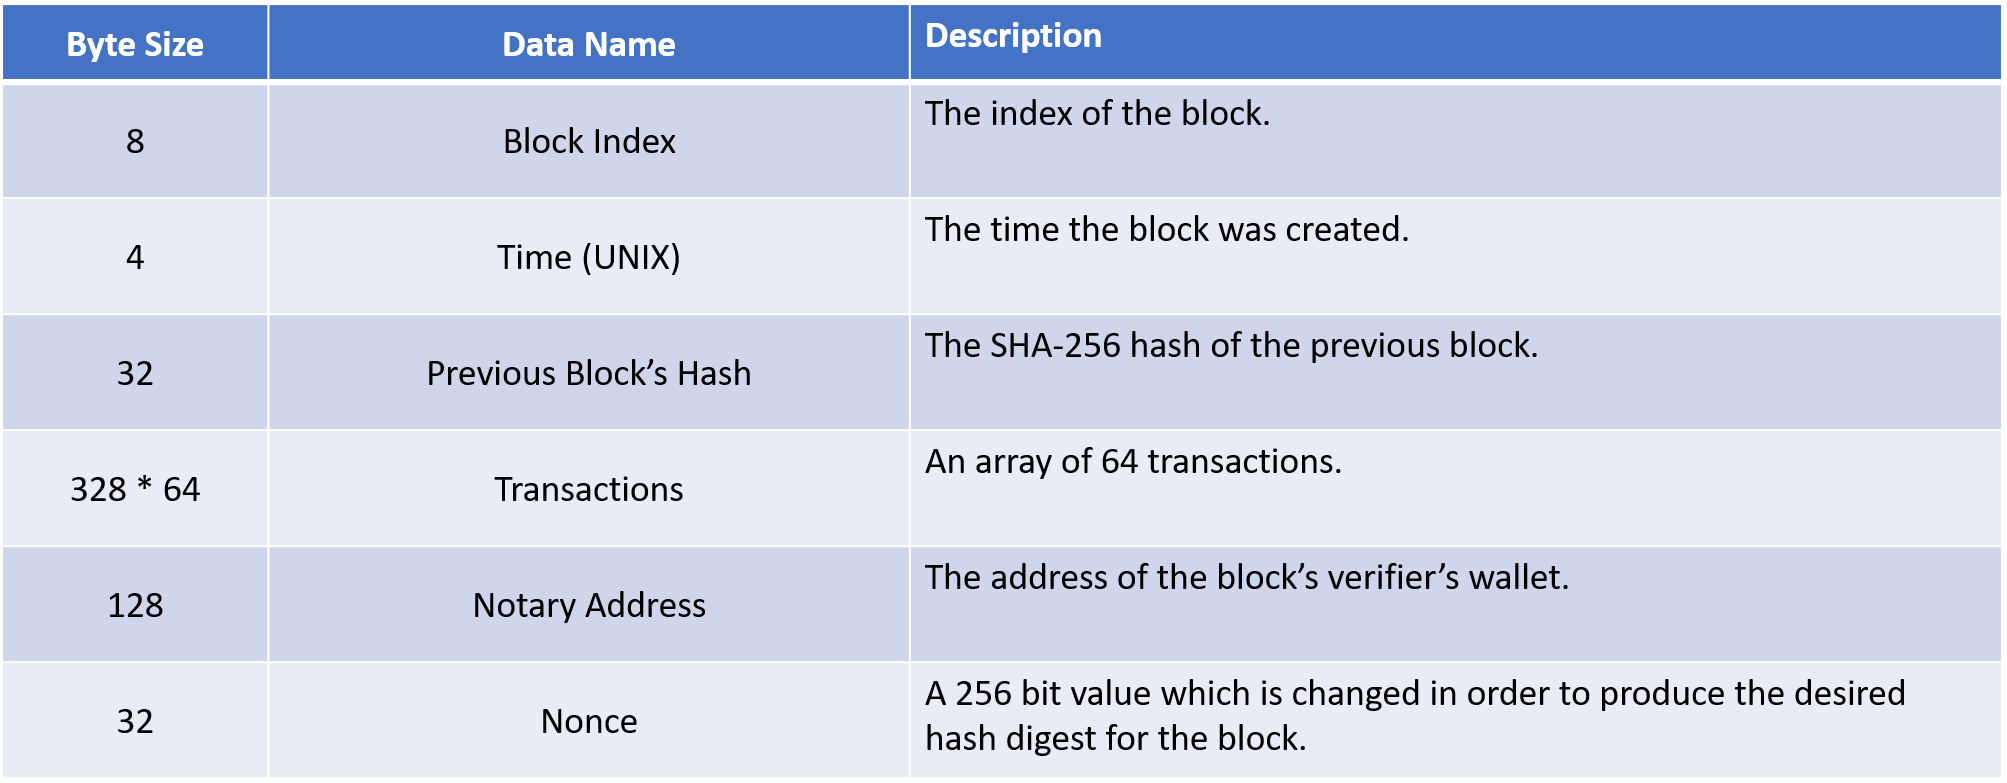 Byte Size Data Name Description
8 Block Index The index of the block.
4 Time (UNIX) The time the block was created.
32 Previous Block’s Hash The SHA-256 hash of the previous block.
328 * 64 Transactions An array of 64 transactions.
128 Notary Address The address of the block’s verifier’s wallet.
32 Nonce A 256 bit value which is changed in order to produce the desired
hash digest for the block.